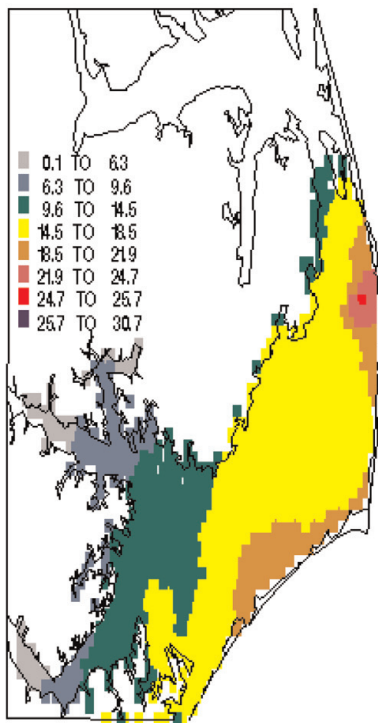 0.1 TO 6.3
6.3 TO 9.6
9.6 TO 14.5
14.5 TO 18.5
18.5 TO 21.9
21.9 TO 24.7
24.7 TO 25.7
25.7 TO 30.7